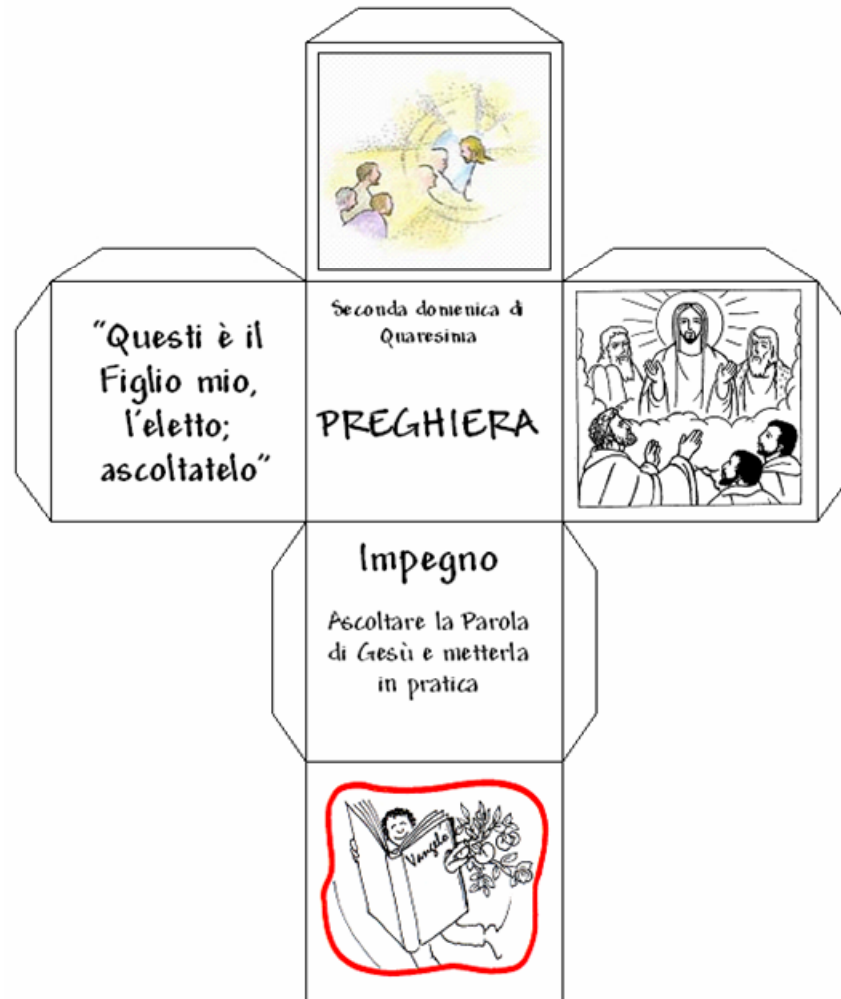 Seconda domenica di
Quaresima
"Questi è il
Figlio mio,
l'eletto;
ascoltatelo"
PREGHIERA
Impegno
Ascoltare la Parola
di Gesù e metterla
in pratica
Vangelo